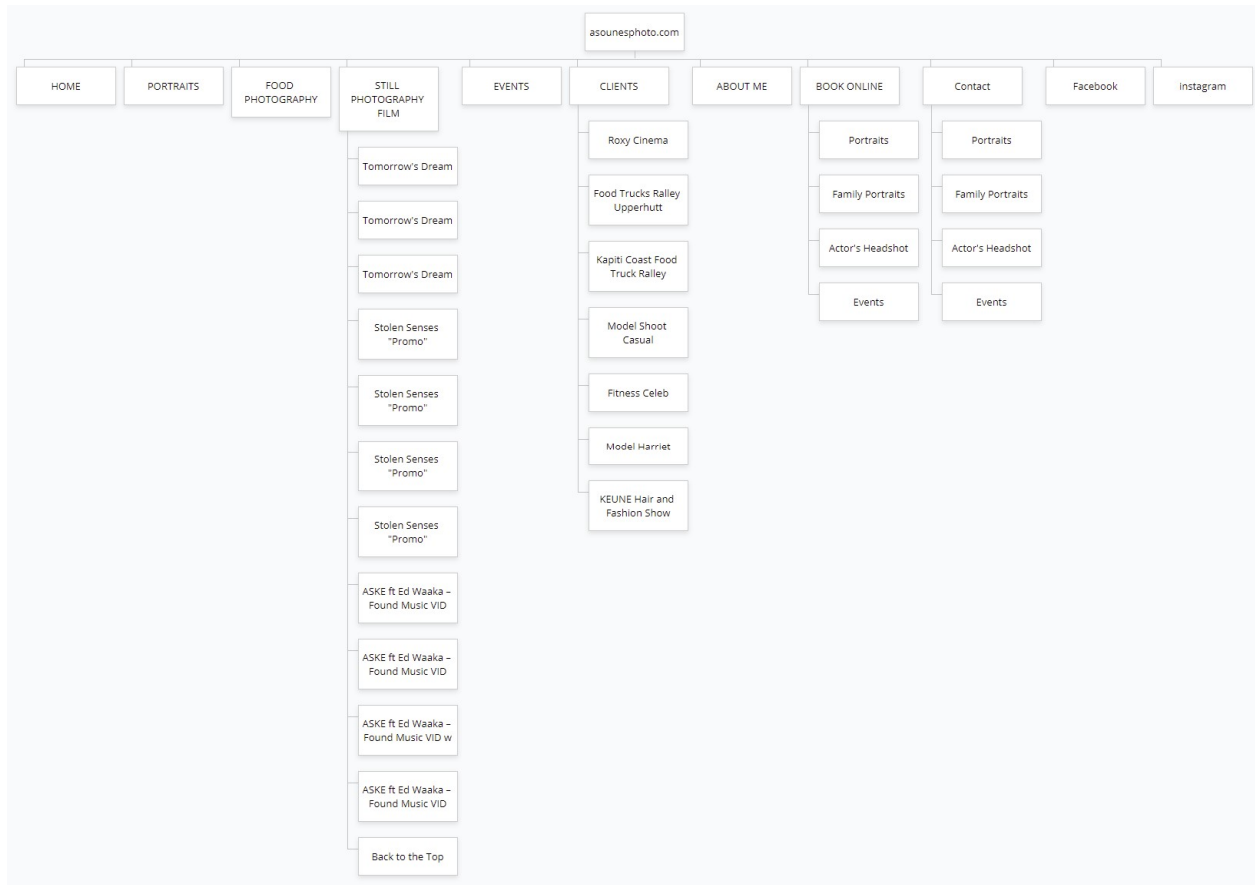 asounesphoto.com
HOME
PORTRAITS
FOOD
PHOTOGRAPHY
STILL
PHOTOGRAPHY
FILM
EVENTS
CLIENTS
ABOUT ME
BOOK ONLINE
Contact
Facebook
instagram
Tomorrow's Dream
Tomorrow's Dream
Tomorrow's Dream
Stolen Senses
"Promo"
Stolen Senses
"Promo"
Stolen Senses
"Promo"
Stolen Senses
"Promo"
ASKE ft Ed Waaka –
Found Music VID
ASKE ft Ed Waaka –
Found Music VID
ASKE ft Ed Waaka –
Found Music VID w
ASKE ft Ed Waaka –
Found Music VID
Back to the Top
Roxy Cinema
Food Trucks Ralley
Upperhutt
Kapiti Coast Food
Truck Ralley
Model Shoot
Casual
Fitness Celeb
Model Harriet
KEUNE Hair and
Fashion Show
Portraits
Family Portraits
Actor's Headshot
Events
Portraits
Family Portraits
Actor's Headshot
Events